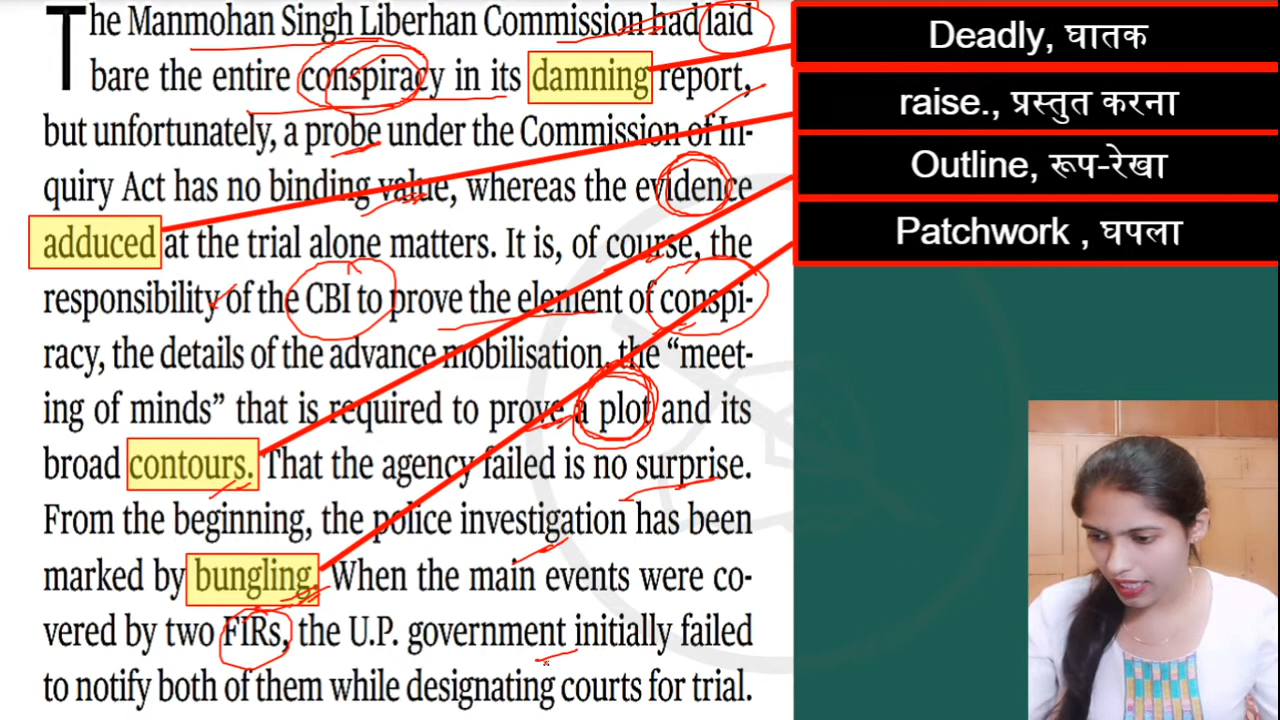 The Manmohan Singh Liberhan Commission had laid
bare the entire conspiracy in its damning report,
but unfortunately, a probe under the Commission of In-
quiry Act has no binding value, whereas the evidence
adduced at the trial alone matters. It is, of course, the
responsibility of the CBI to prove the element of conspi-
racy, the details of the advance mobilisation, the “meet-
ing of minds” that is required to prove a plot and its
broad contours. That the agency failed is no surprise.
From the beginning, the police investigation has been
marked by bungling. When the main events were co-
vered by two FIRs, the U.P. government initially failed
to notify both of them while designating courts for trial.
Deadly, घातक
raise., प्रस्तुत करना
Outline, रूप-रेखा
Patchwork , घपला